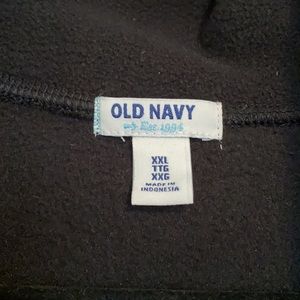 OLD NAVY
Est. 1994
XXL
TTG
XXG
MADE IN
INDONESIA